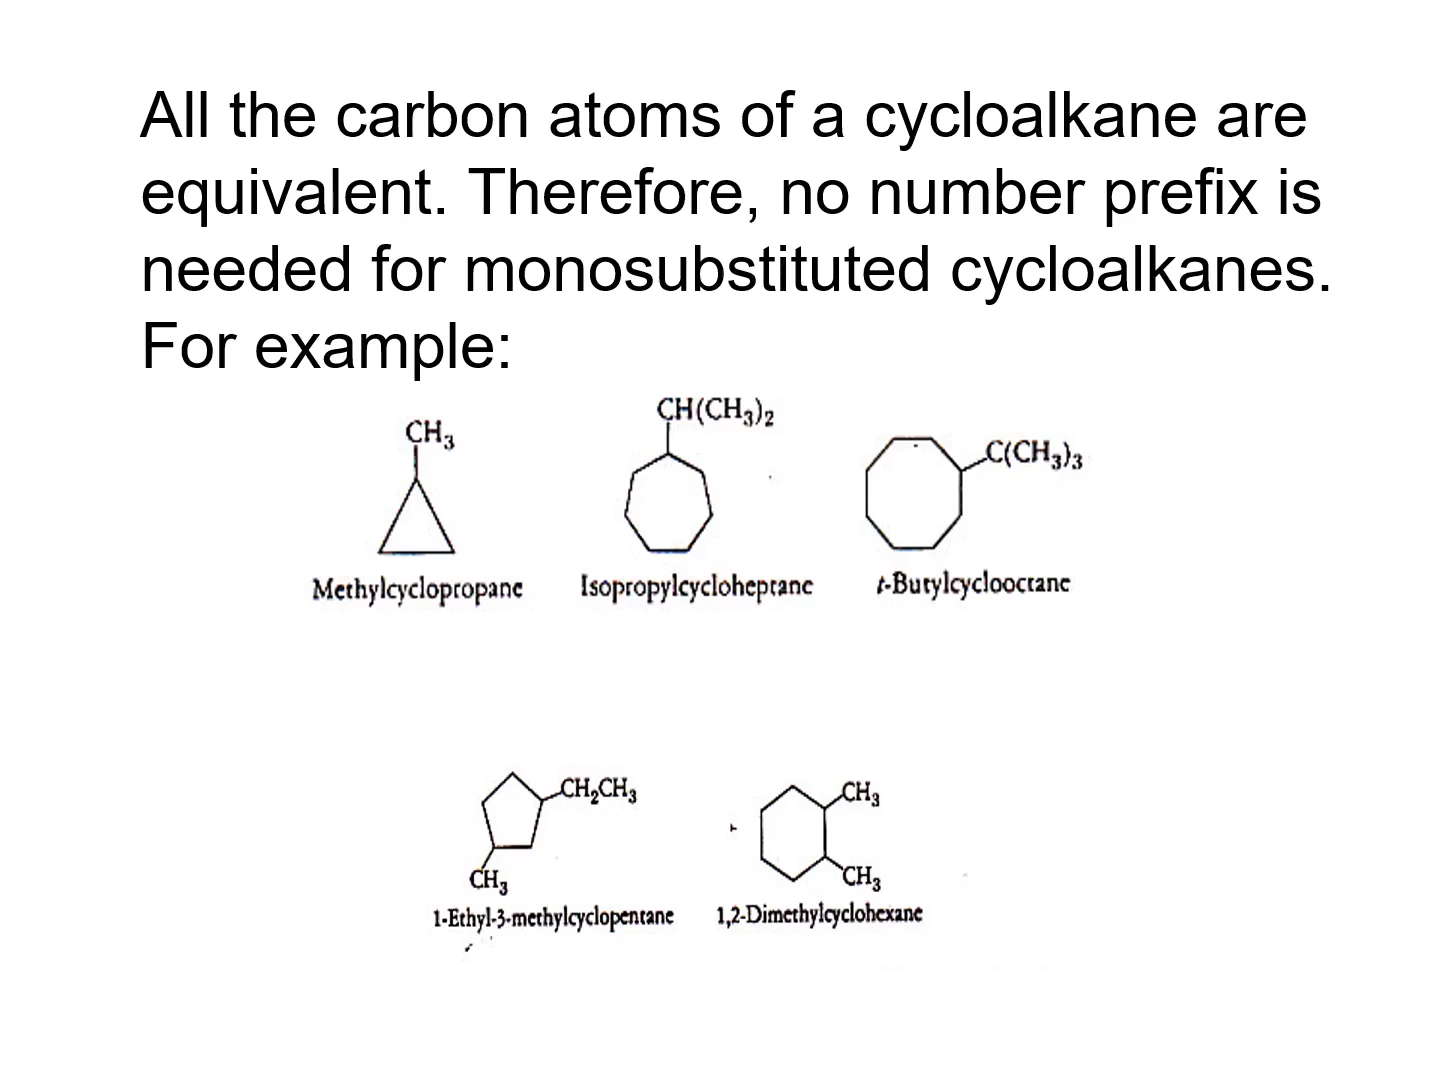 All the carbon atoms of a cycloalkane are
equivalent. Therefore, no number prefix is
needed for monosubstituted cycloalkanes.
For example:
CH(CH₃)₂
CH₃
C(CH₃)₃
Methylcyclopropane
Isopropylcycloheptane
t-Butylcyclooctane
CH₂CH₃
CH₃
CH₃
CH₃
1-Ethyl-3-methylcyclopentane
1,2-Dimethylcyclohexane